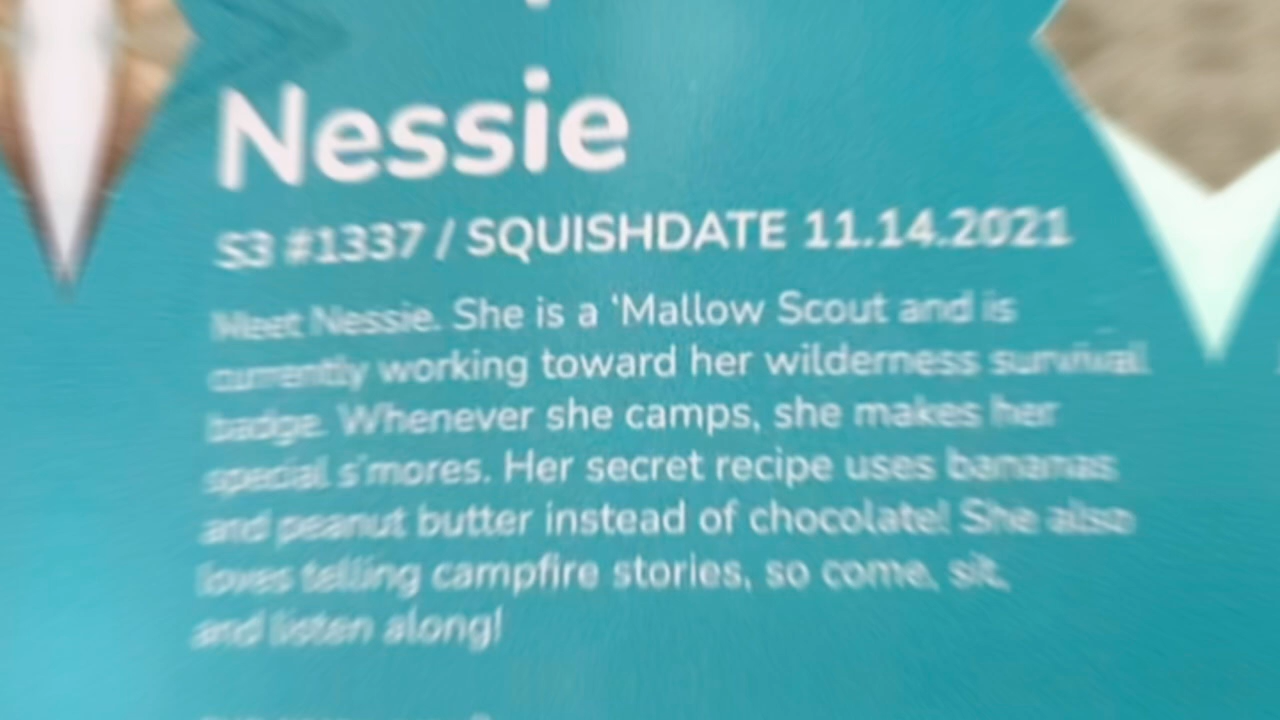 Nessie
S3 #1337 / SQUISHDATE 11.14.2021
Meet Nessie. She is a ‘Mallow Scout and is
currently working toward her wilderness survival
badge. Whenever she camps, she makes her
special s'mores. Her secret recipe uses bananas
and peanut butter instead of chocolate! She also
loves telling campfire stories, so come, sit,
and listen along!